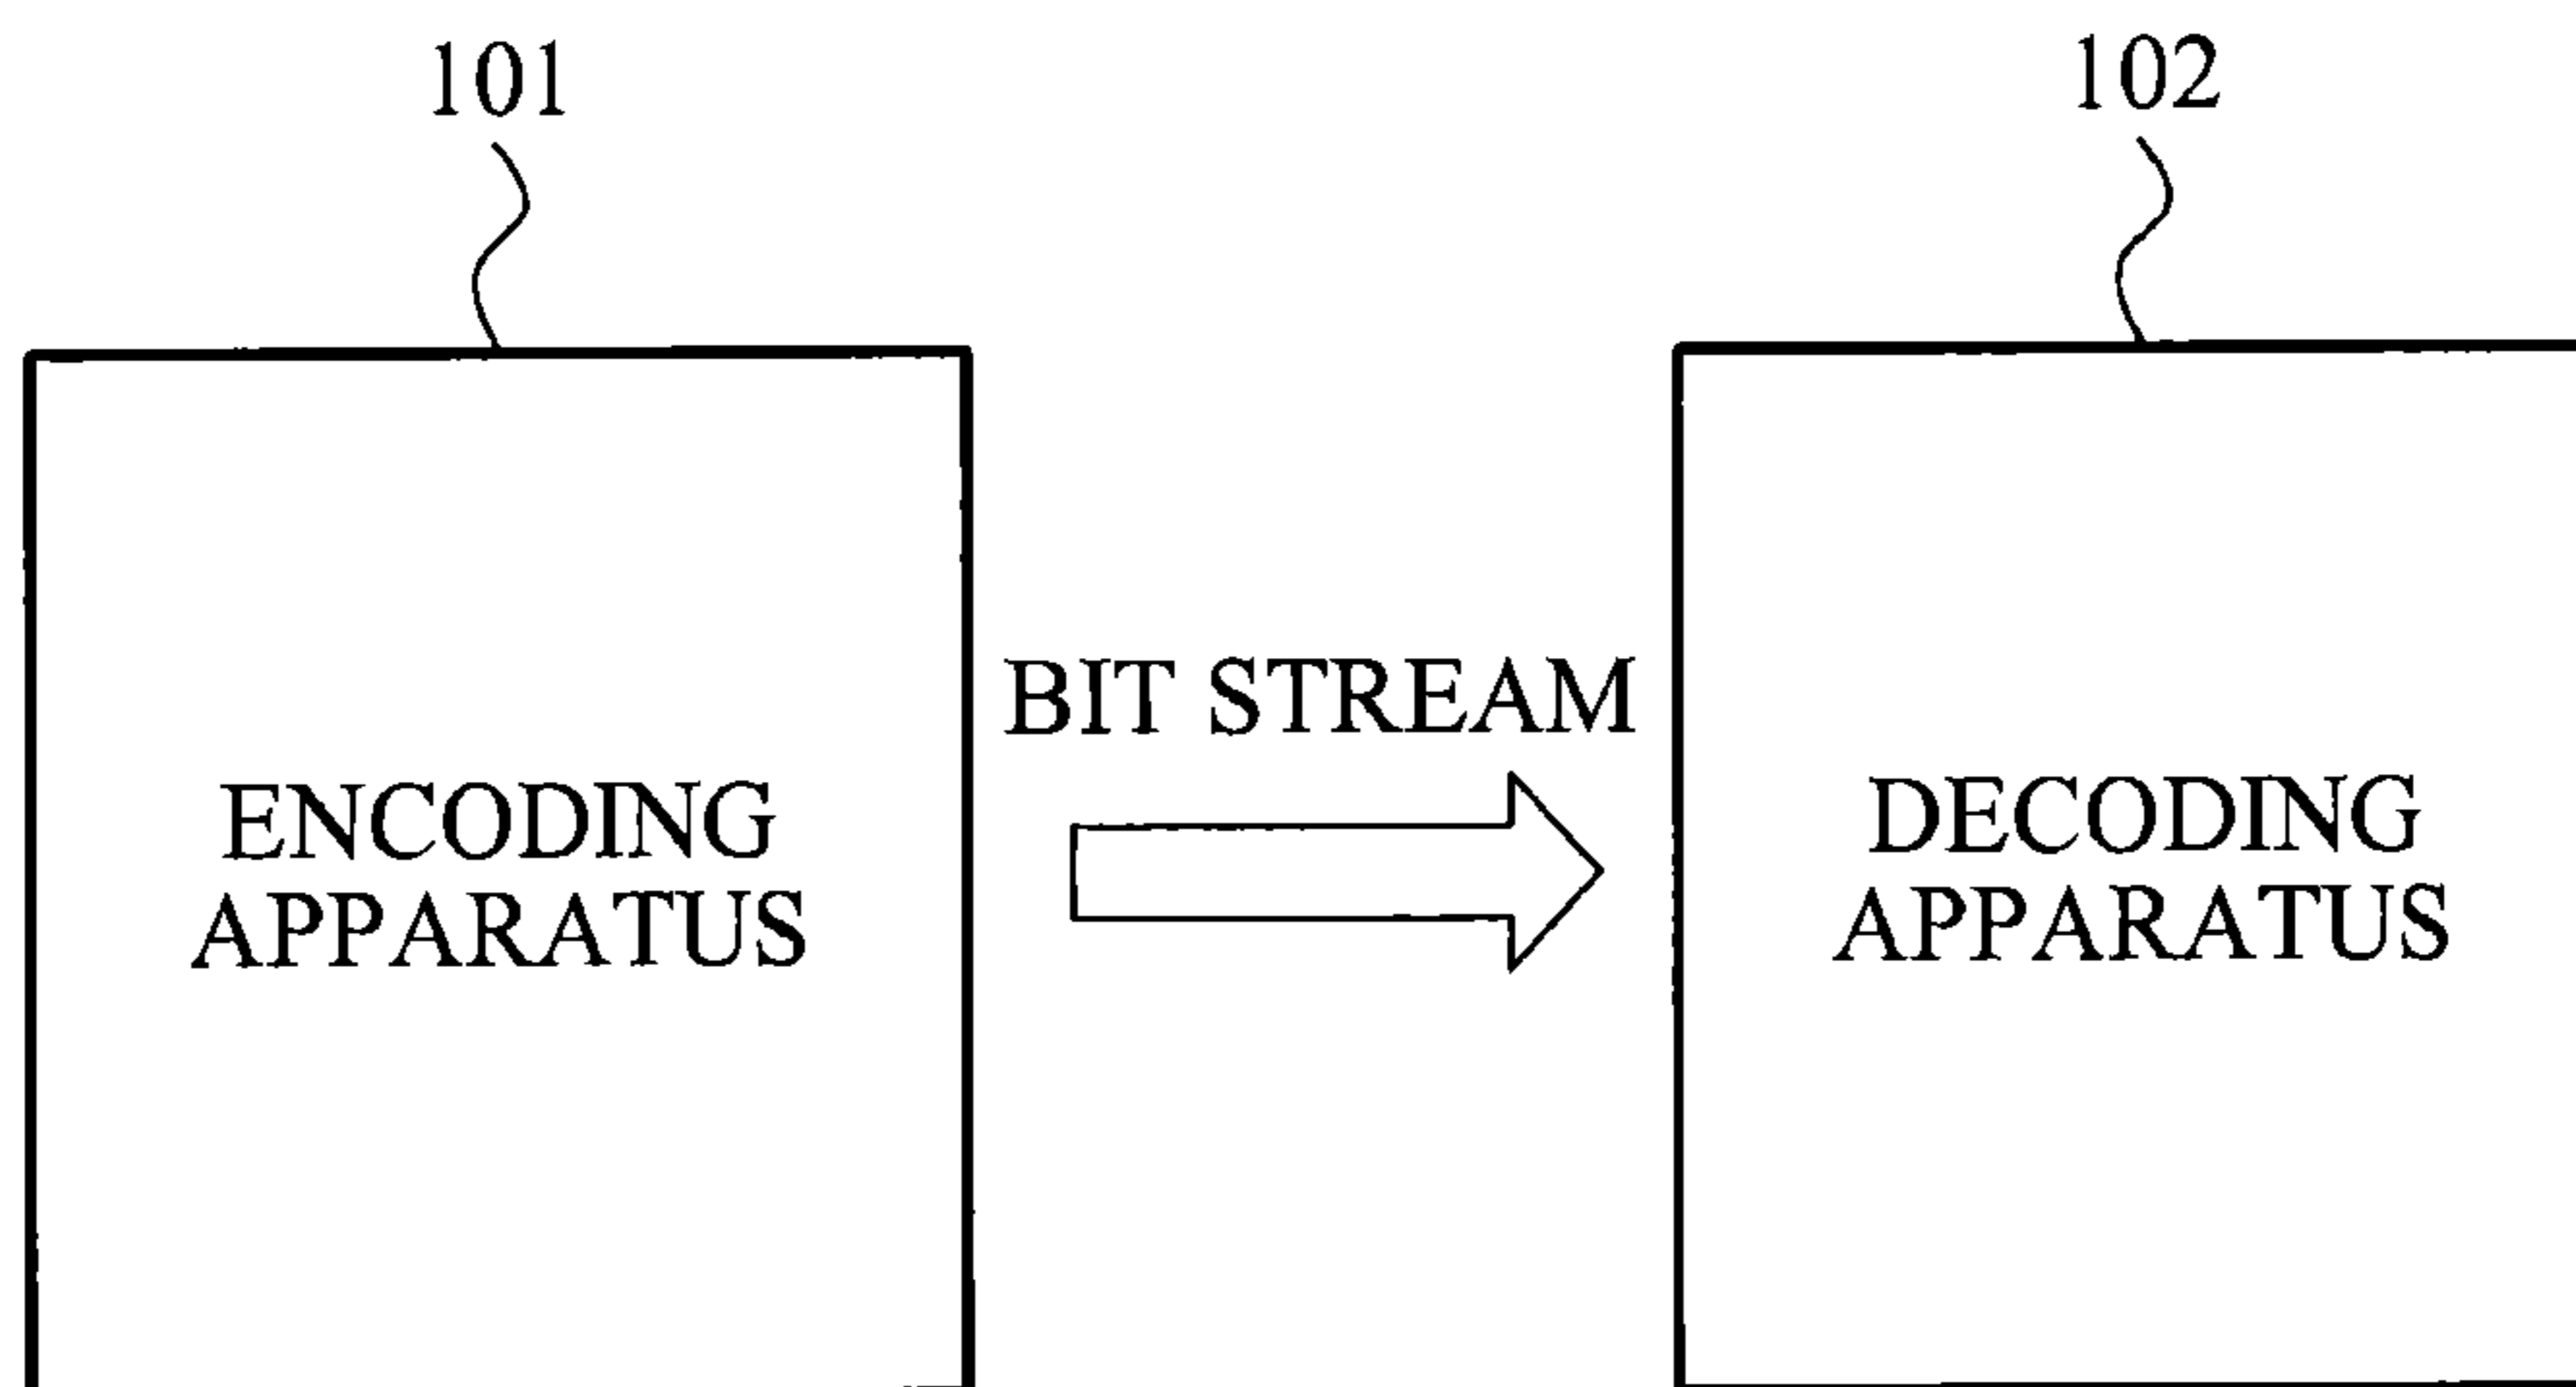 101
102
BIT STREAM
ENCODING
APPARATUS
DECODING
APPARATUS